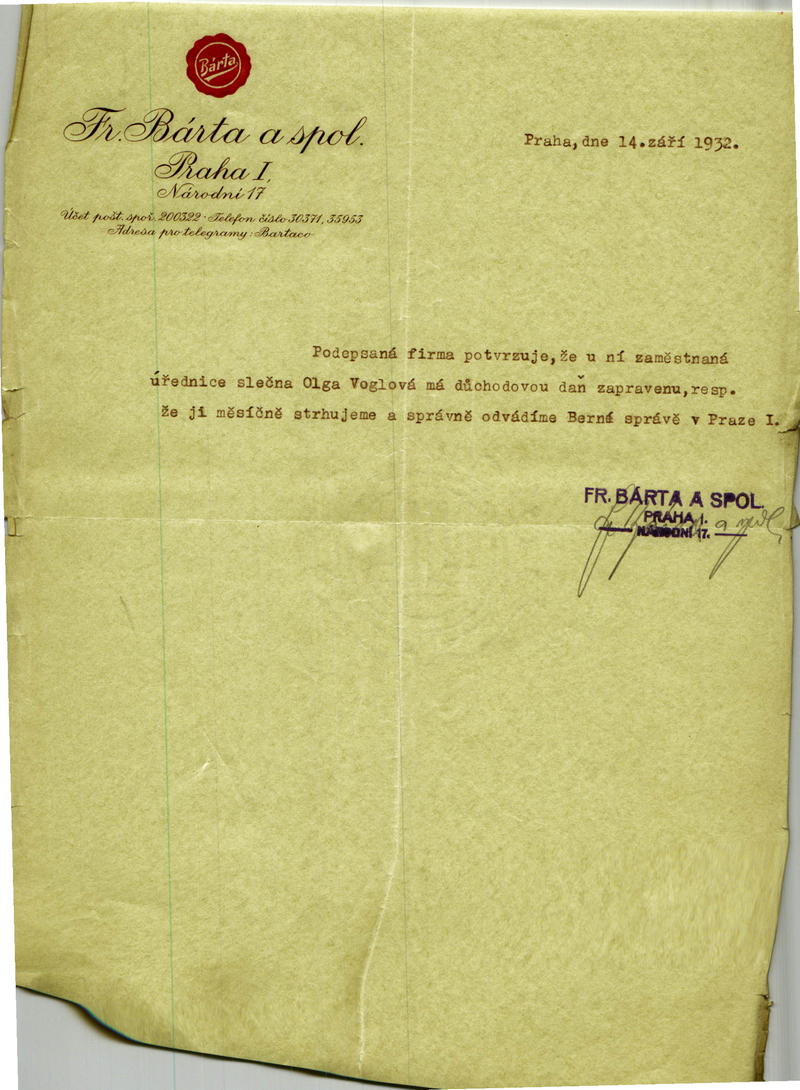 Bárta
Fr. Bárta a spol.
Praha I,
Národní 17
Účet pošt. spoř. 200322 · Telefon číslo 30371, 35953
Adresa pro telegramy: Bartaco
Praha, dne 14. září 1932.
Podepsaná firma potvrzuje, že u ní zaměstnaná
úřednice slečna Olga Voglová má důchodovou daň zapravenu, resp.
že ji měsíčně strhujeme a správně odvádíme Berné správě v Praze I.
FR. BÁRTA A SPOL.
PRAHA I.
NÁRODNÍ 17.
a spol.